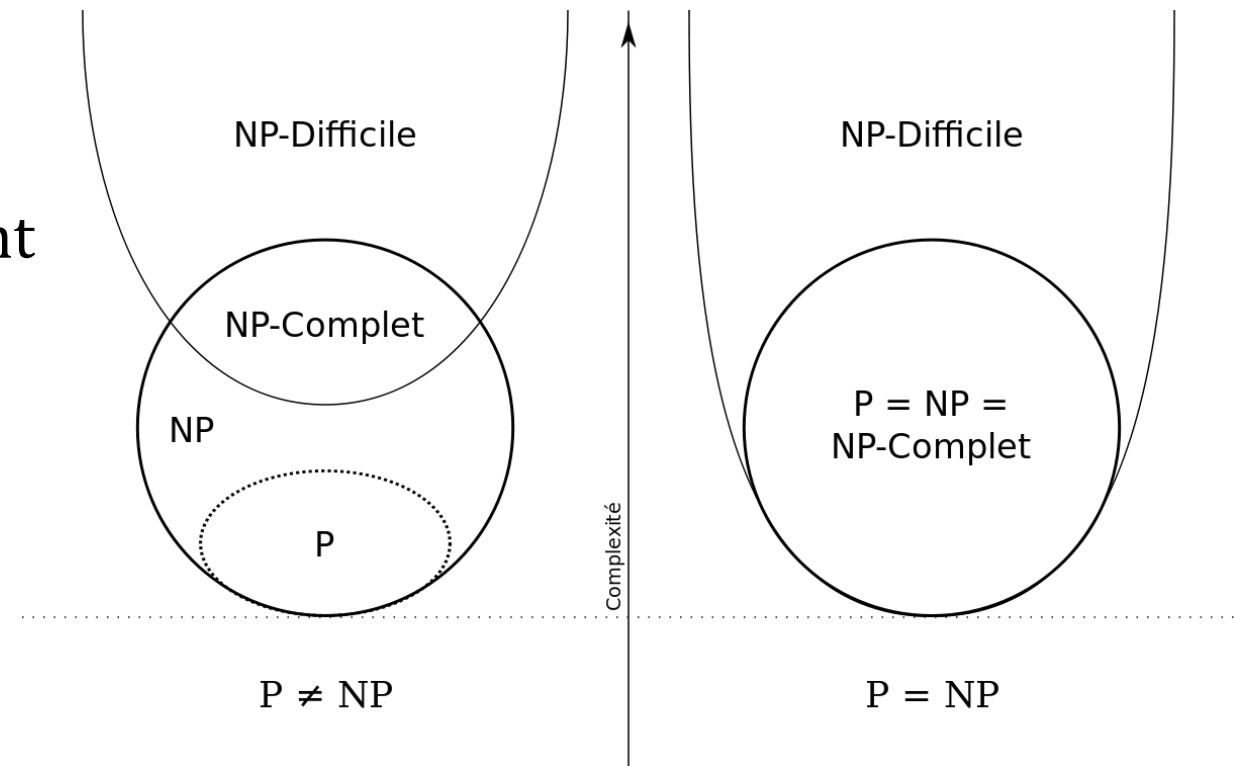 NP-Difficile
NP-Complet
NP
P
P ≠ NP
Complexité
NP-Difficile
P = NP =
NP-Complet
P = NP